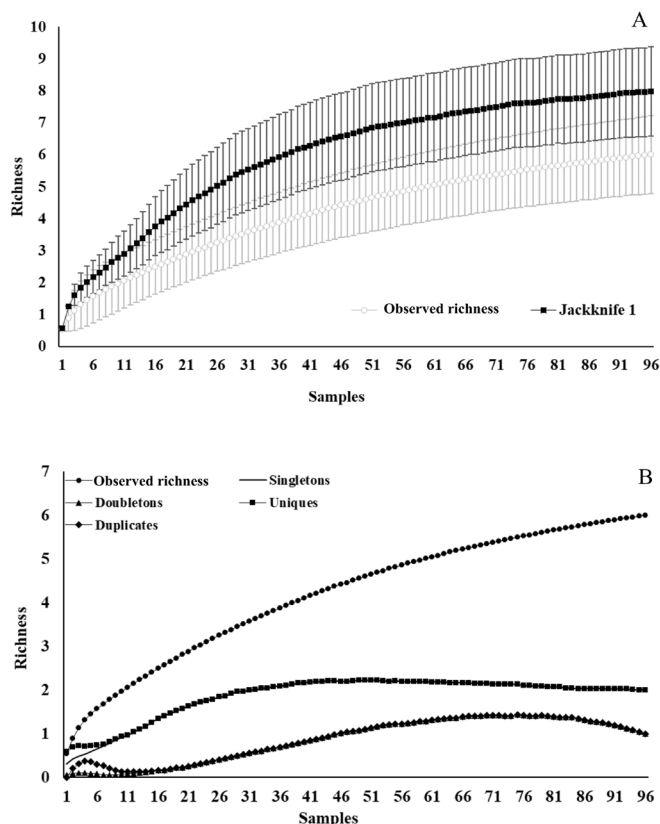 A
10
9
8
7
6
5
4
3
2
1
0
Richness
Observed richness Jackknife 1
1 6 11 16 21 26 31 36 41 46 51 56 61 66 71 76 81 86 91 96
Samples
B
7
6
5
4
3
2
1
0
Richness
Observed richness Singletons
Doubletons Uniques
Duplicates
1 6 11 16 21 26 31 36 41 46 51 56 61 66 71 76 81 86 91 96
Samples